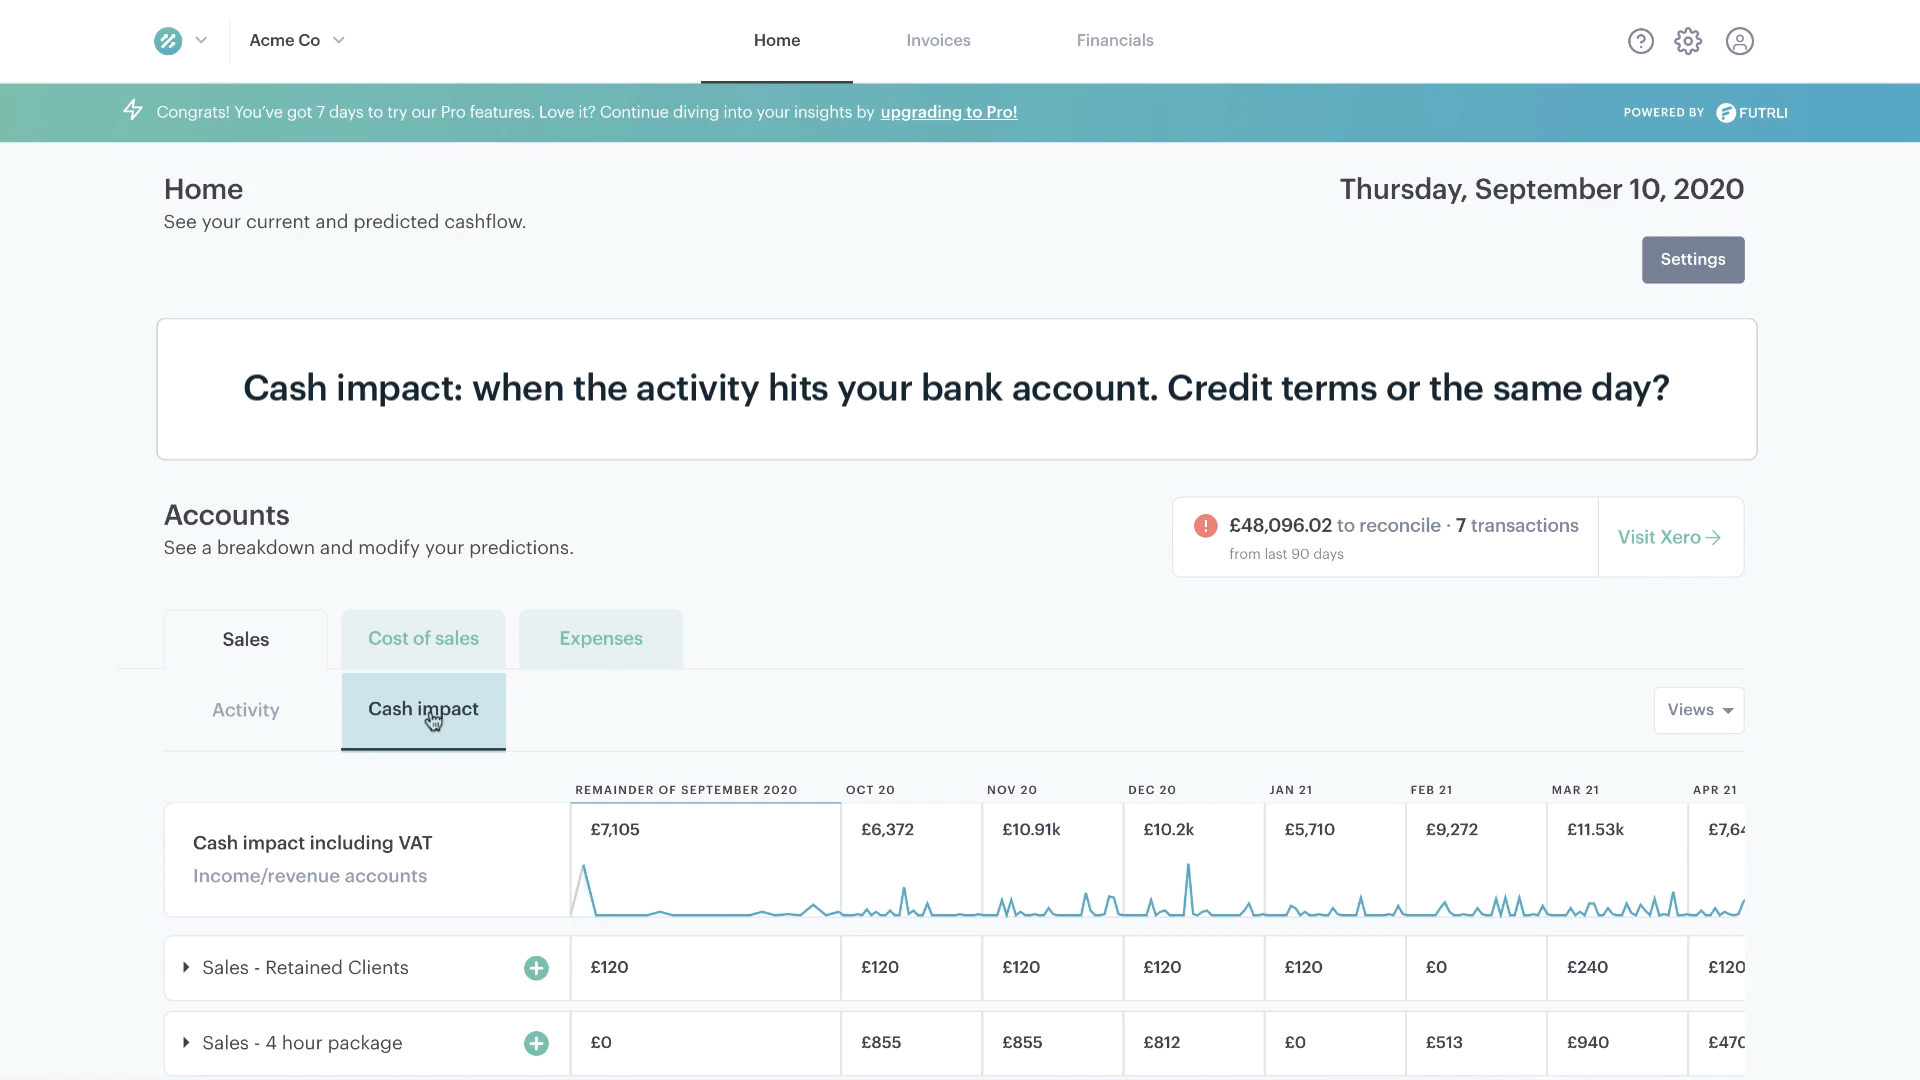 Acme Co
Home
Invoices
Financials
Congrats! You've got 7 days to try our Pro features. Love it? Continue diving into your insights by upgrading to Pro!
POWERED BY FUTRLI
Home
Thursday, September 10, 2020
See your current and predicted cashflow.
Settings
Cash impact: when the activity hits your bank account. Credit terms or the same day?
Accounts
See a breakdown and modify your predictions.
£48,096.02 to reconcile · 7 transactions
from last 90 days
Visit Xero
Sales
Cost of sales
Expenses
Activity
Cash impact
Views
REMAINDER OF SEPTEMBER 2020 OCT 20 NOV 20 DEC 20 JAN 21 FEB 21 MAR 21 APR 21
Cash impact including VAT
Income/revenue accounts
£7,105 £6,372 £10.91k £10.2k £5,710 £9,272 £11.53k £7,64
Sales - Retained Clients £120 £120 £120 £120 £120 £0 £240 £120
Sales - 4 hour package £0 £855 £855 £812 £0 £513 £940 £470